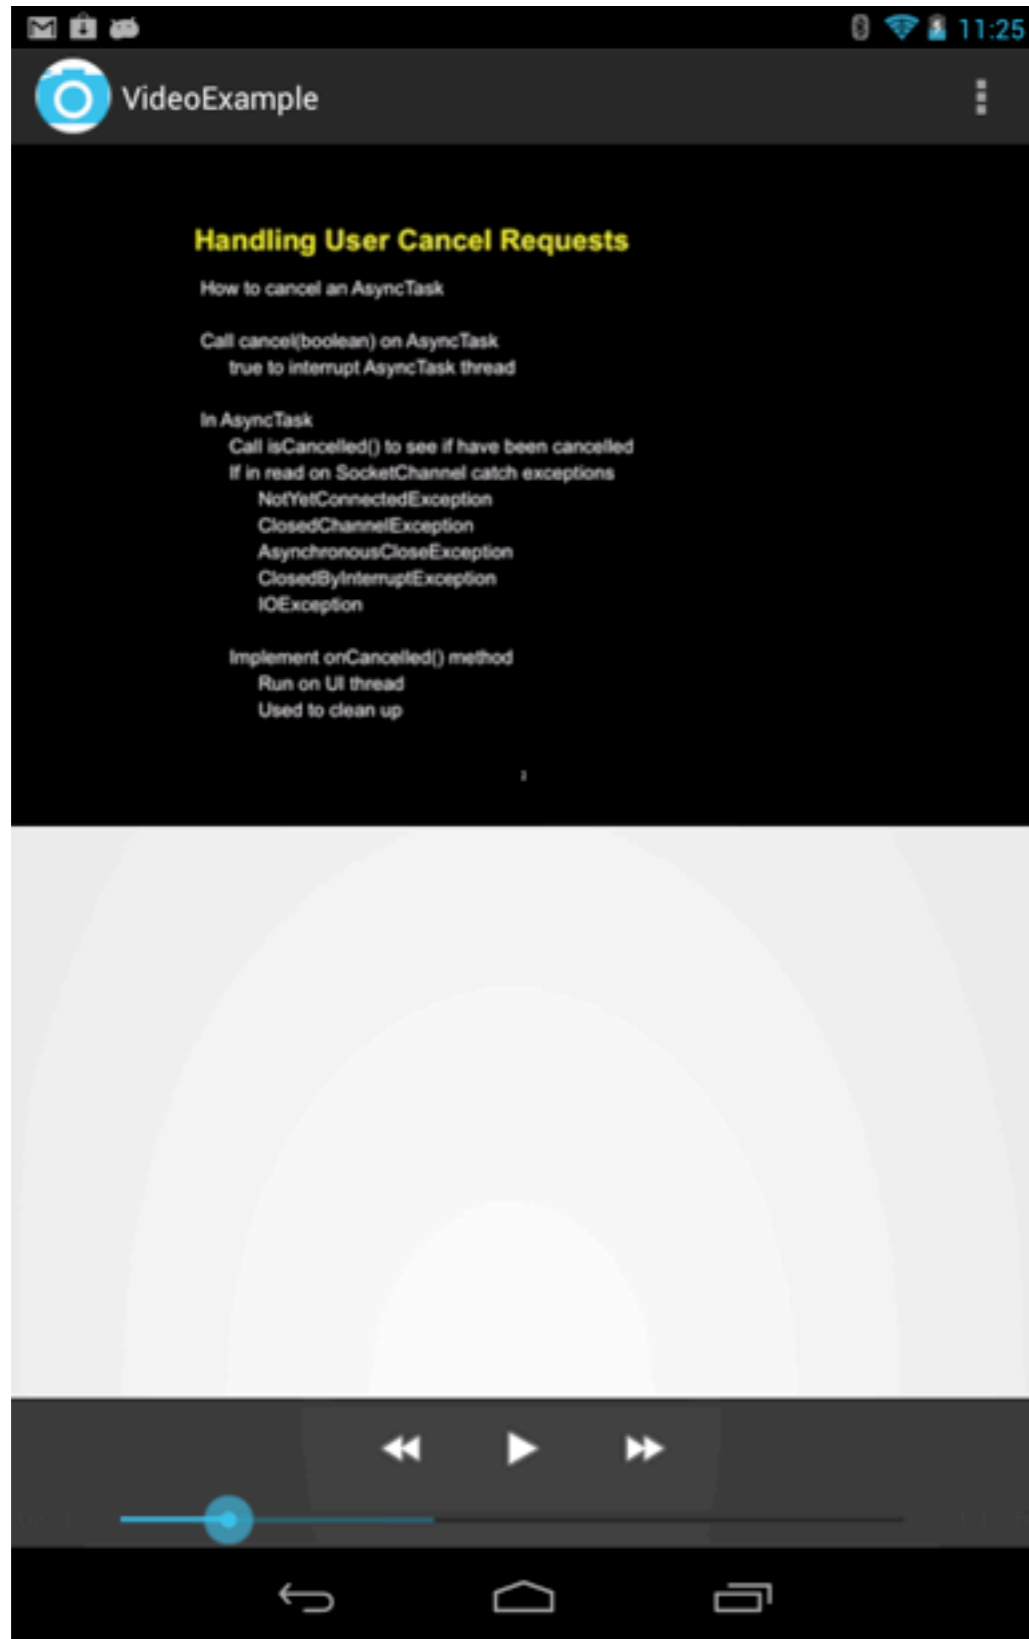 11:25
VideoExample
Handling User Cancel Requests
How to cancel an AsyncTask
Call cancel(boolean) on AsyncTask
true to interrupt AsyncTask thread
In AsyncTask
Call isCancelled() to see if have been cancelled
If in read on SocketChannel catch exceptions
NotYetConnectedException
ClosedChannelException
AsynchronousCloseException
ClosedByInterruptException
IOException
Implement onCancelled() method
Run on UI thread
Used to clean up